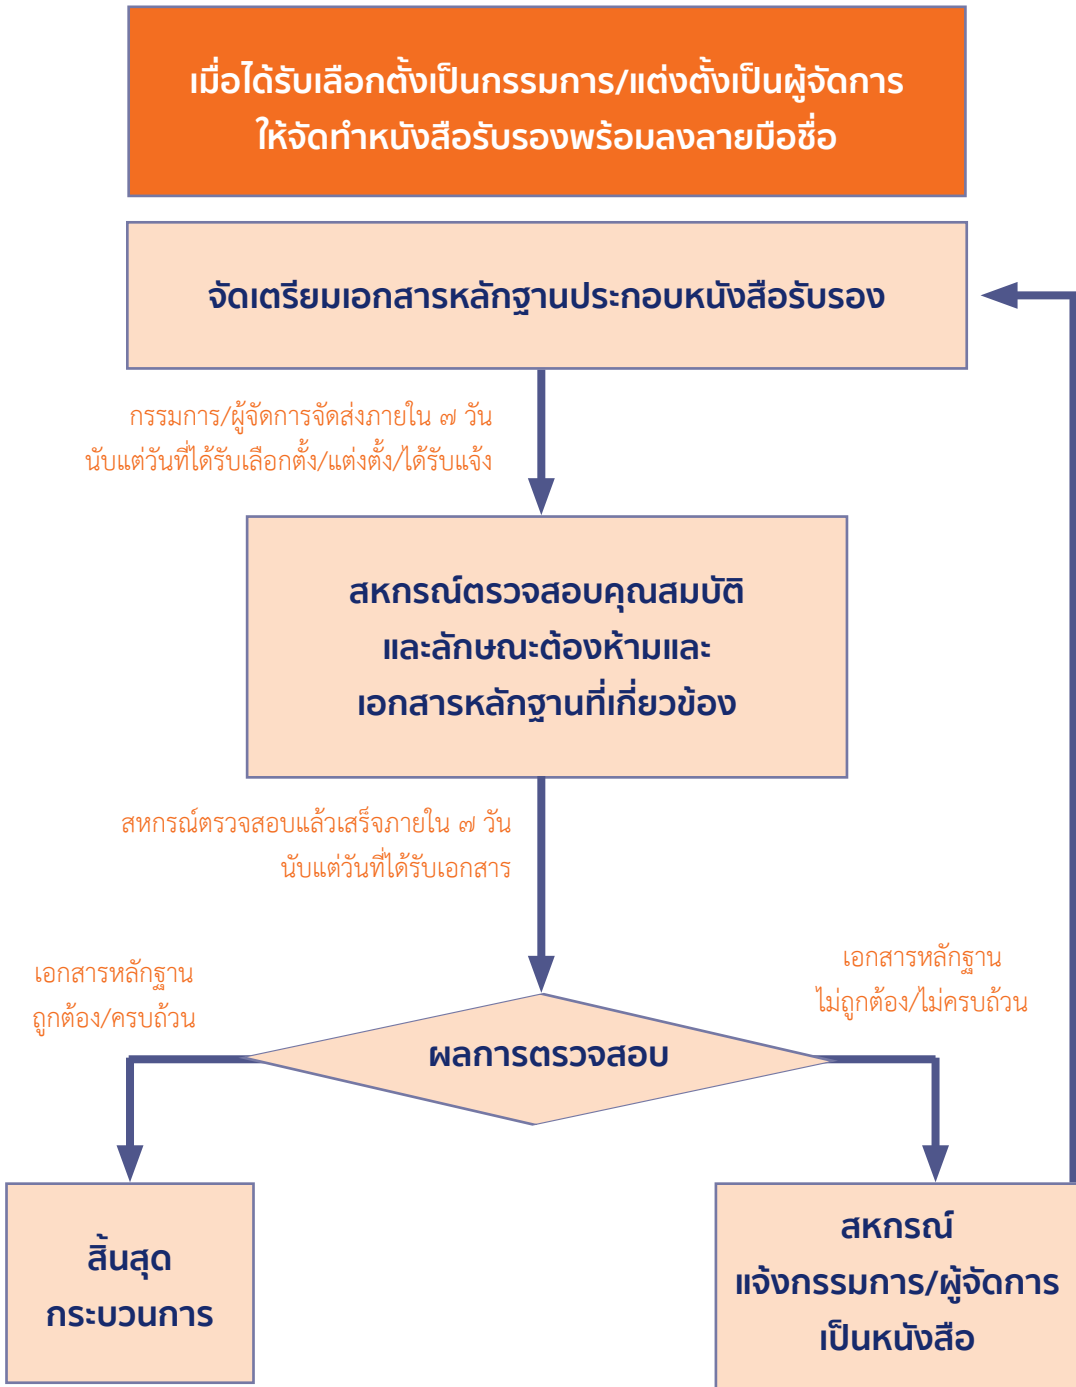 เมื่อได้รับเลือกตั้งเป็นกรรมการ/แต่งตั้งเป็นผู้จัดการ
ให้จัดทำหนังสือรับรองพร้อมลงลายมือชื่อ
จัดเตรียมเอกสารหลักฐานประกอบหนังสือรับรอง
กรรมการ/ผู้จัดการจัดส่งภายใน ๗ วัน
นับแต่วันที่ได้รับเลือกตั้ง/แต่งตั้ง/ได้รับแจ้ง
สหกรณ์ตรวจสอบคุณสมบัติ
และลักษณะต้องห้ามและ
เอกสารหลักฐานที่เกี่ยวข้อง
สหกรณ์ตรวจสอบแล้วเสร็จภายใน ๗ วัน
นับแต่วันที่ได้รับเอกสาร
เอกสารหลักฐาน
ถูกต้อง/ครบถ้วน
เอกสารหลักฐาน
ไม่ถูกต้อง/ไม่ครบถ้วน
ผลการตรวจสอบ
สิ้นสุด
กระบวนการ
สหกรณ์
แจ้งกรรมการ/ผู้จัดการ
เป็นหนังสือ